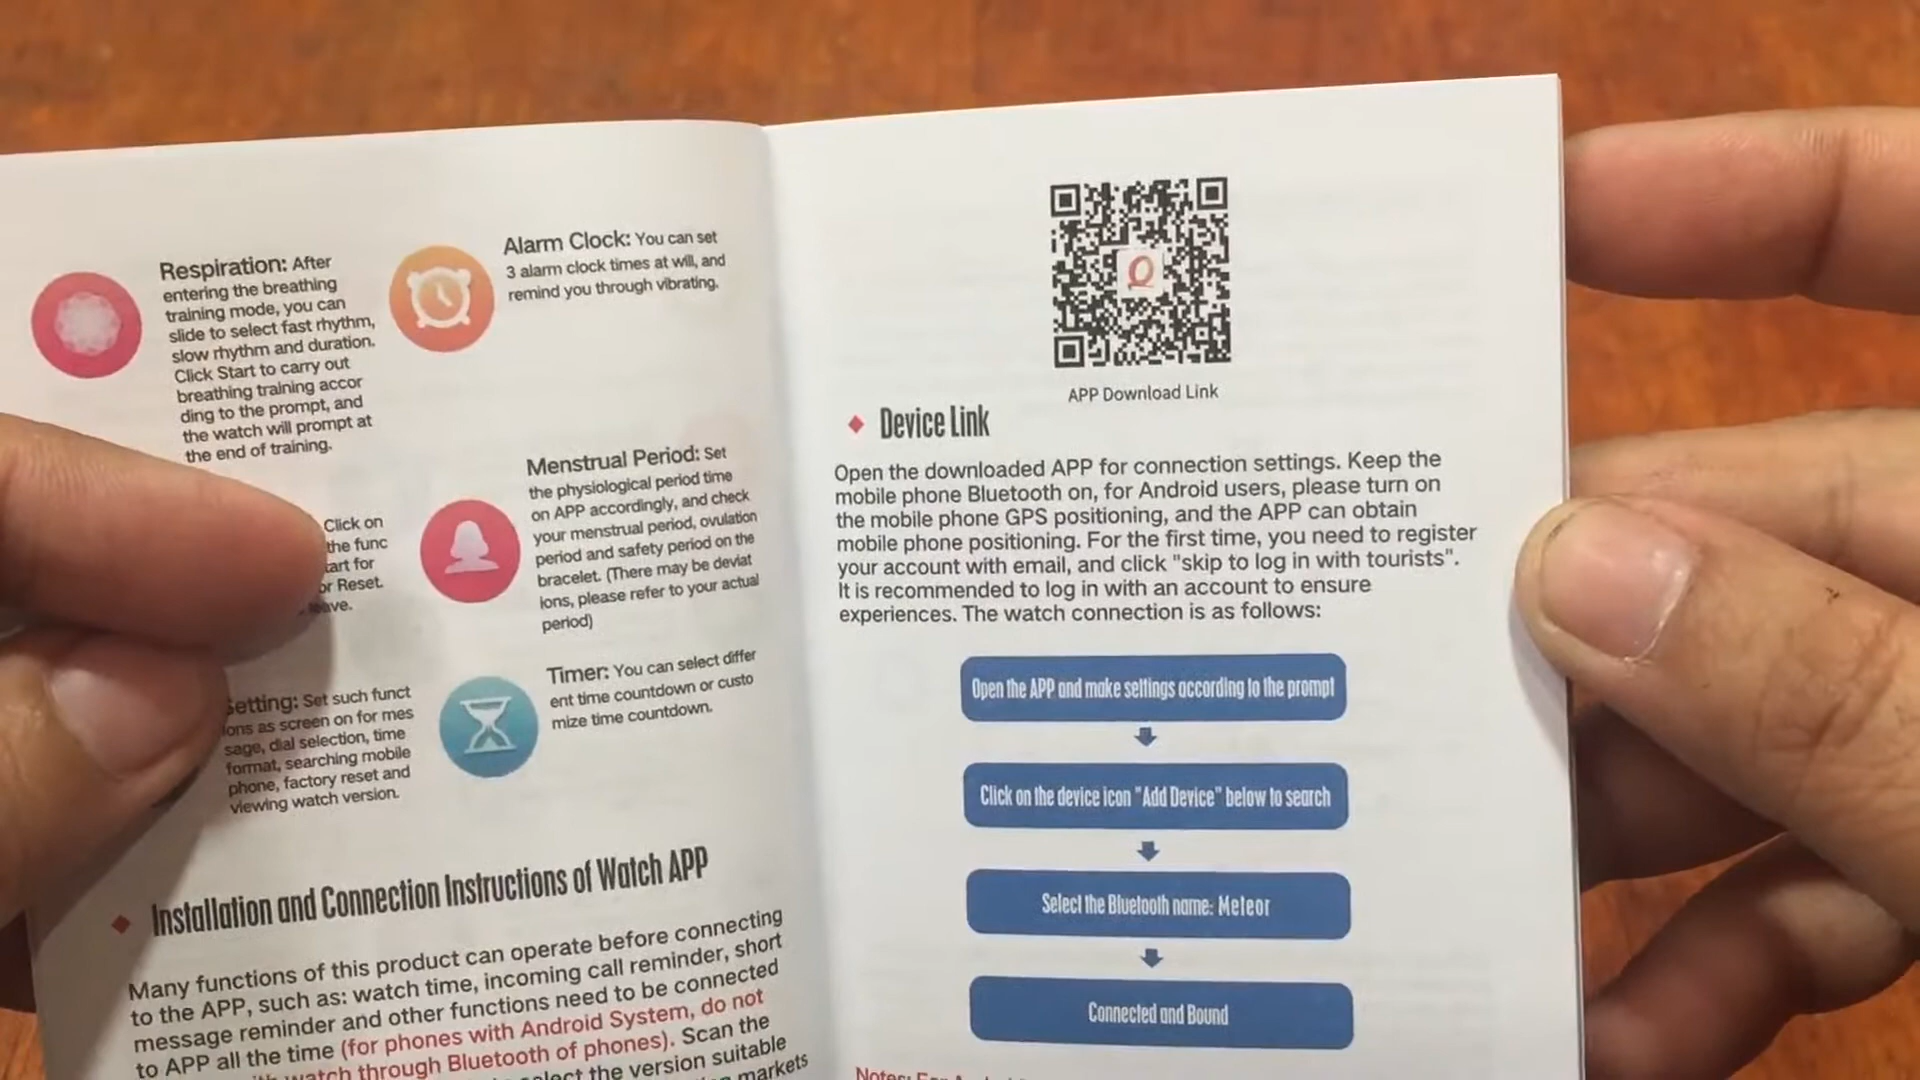 Respiration: After
entering the breathing
training mode, you can
slide to select fast rhythm,
slow rhythm and duration.
Click Start to carry out
breathing training accor
ding to the prompt, and
the watch will prompt at
the end of training.
Alarm Clock: You can set
3 alarm clock times at will, and
remind you through vibrating.
Click on
the func
for
or Reset.
Menstrual Period: Set
the physiological period time
on APP accordingly, and check
your menstrual period, ovulation
period and safety period on the
bracelet. (There may be deviat
ions, please refer to your actual
period)
Setting: Set such funct
ions as screen on for mes
sage, dial selection, time
format, searching mobile
phone, factory reset and
viewing watch version.
Timer: You can select differ
ent time countdown or custo
mize time countdown.
Installation and Connection Instructions of Watch APP
Many functions of this product can operate before connecting
to the APP, such as: watch time, incoming call reminder, short
message reminder and other functions need to be connected
to APP all the time (for phones with Android System, do not
watch through Bluetooth of phones). Scan the
the version suitable
markets
Q
APP Download Link
Device Link
Open the downloaded APP for connection settings. Keep the
mobile phone Bluetooth on, for Android users, please turn on
the mobile phone GPS positioning, and the APP can obtain
mobile phone positioning. For the first time, you need to register
your account with email, and click "skip to log in with tourists".
It is recommended to log in with an account to ensure
experiences. The watch connection is as follows:
Open the APP and make settings according to the prompt
Click on the device icon "Add Device" below to search
Select the Bluetooth name: Meteor
Connected and Bound
Notes: For